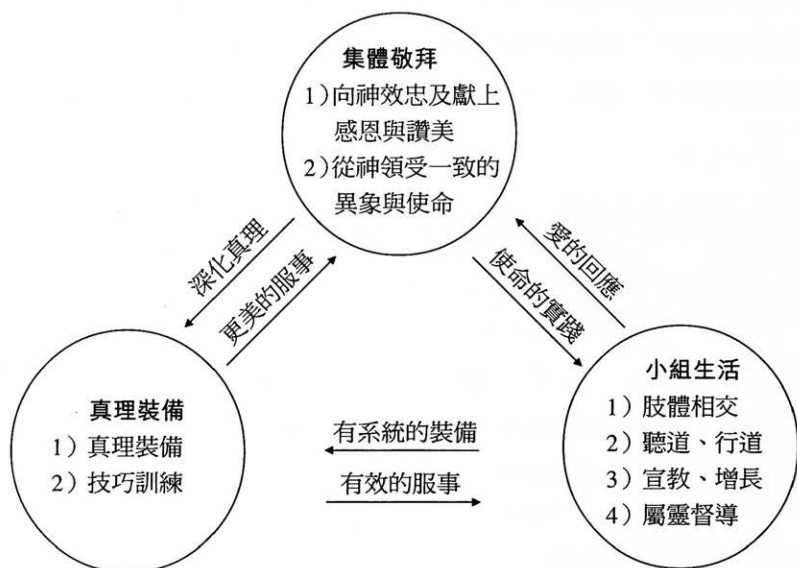 集體敬拜
1）向神效忠及獻上
感恩與讚美
2）從神領受一致的
異象與使命
深化真理
更美的服事
愛的回應
使命的實踐
真理裝備
1）真理裝備
2）技巧訓練
有系統的裝備
有效的服事
小組生活
1）肢體相交
2）聽道、行道
3）宣教、增長
4）屬靈督導